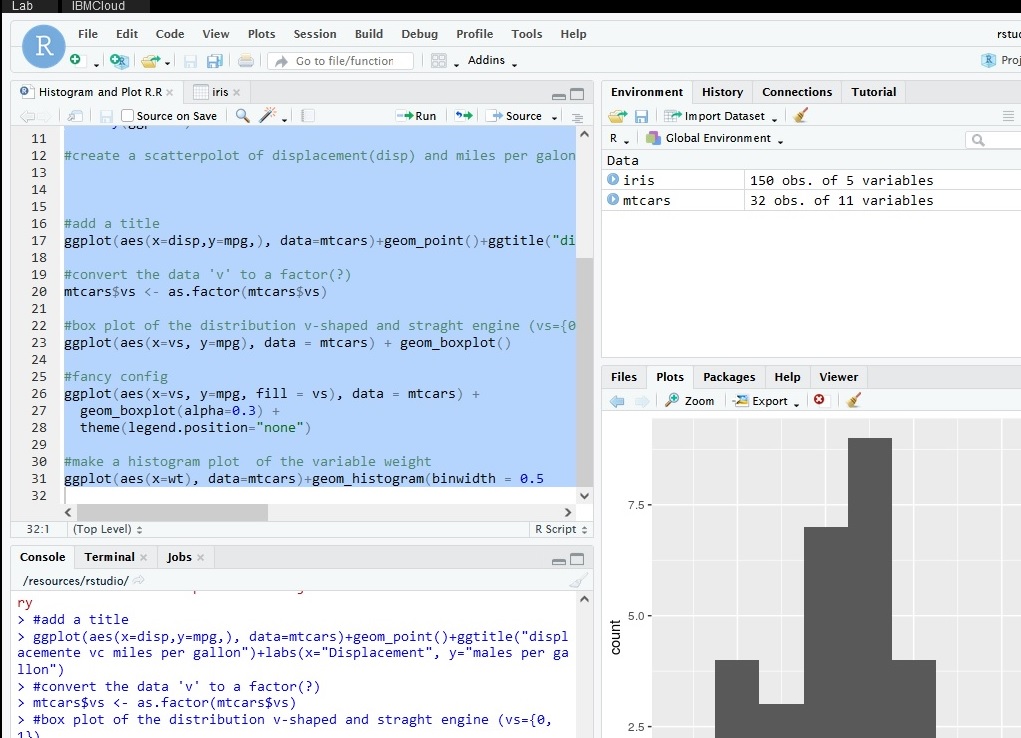 Lab IBMCloud
R File Edit Code View Plots Session Build Debug Profile Tools Help
Go to file/function Addins
Histogram and Plot R.R iris
Source on Save Run Source
11
12 #create a scatterpolot of displacement(disp) and miles per galon
13
14
15
16 #add a title
17 ggplot(aes(x=disp,y=mpg,), data=mtcars)+geom_point()+ggtitle("di
18
19 #convert the data 'v' to a factor(?)
20 mtcars$vs <- as.factor(mtcars$vs)
21
22 #box plot of the distribution v-shaped and straght engine (vs={0
23 ggplot(aes(x=vs, y=mpg), data = mtcars) + geom_boxplot()
24
25 #fancy config
26 ggplot(aes(x=vs, y=mpg, fill = vs), data = mtcars) +
27 geom_boxplot(alpha=0.3) +
28 theme(legend.position="none")
29
30 #make a histogram plot  of the variable weight
31 ggplot(aes(x=wt), data=mtcars)+geom_histogram(binwidth = 0.5
32
32:1 (Top Level) R Script
Console Terminal Jobs
/resources/rstudio/
ry
> #add a title
> ggplot(aes(x=disp,y=mpg,), data=mtcars)+geom_point()+ggtitle("displ
acemente vc miles per gallon")+labs(x="Displacement", y="males per ga
llon")
> #convert the data 'v' to a factor(?)
> mtcars$vs <- as.factor(mtcars$vs)
> #box plot of the distribution v-shaped and straght engine (vs={0,
1})
Environment History Connections Tutorial
Import Dataset
R Global Environment
Data
iris 150 obs. of 5 variables
mtcars 32 obs. of 11 variables
Files Plots Packages Help Viewer
Zoom Export
7.5
5.0
count
2.5